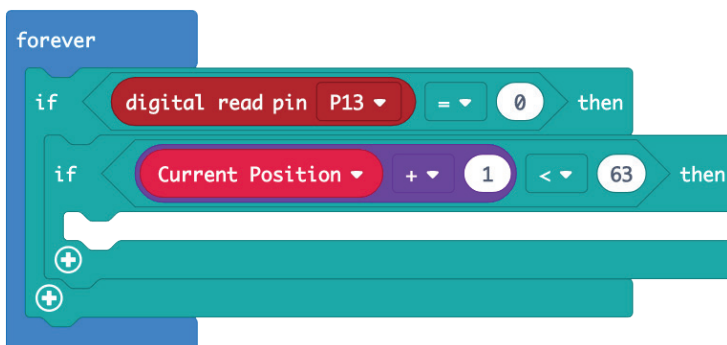 forever
if digital read pin P13 = 0 then
if Current Position + 1 < 63 then